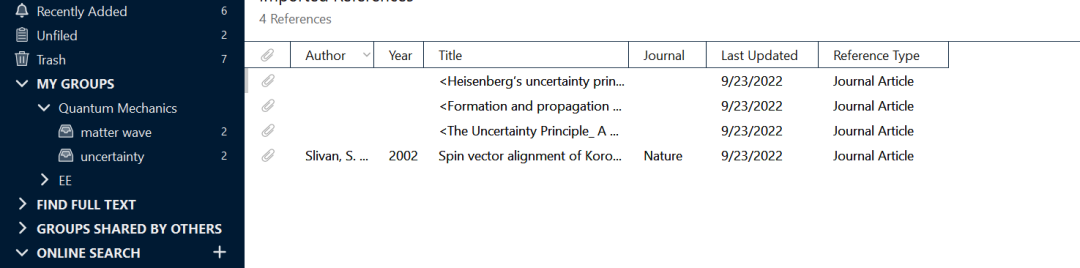 Recently Added 6
Unfiled 2
Trash 7
MY GROUPS
Quantum Mechanics
matter wave 2
uncertainty 2
EE
FIND FULL TEXT
GROUPS SHARED BY OTHERS
ONLINE SEARCH +
Imported References
4 References
Author Year Title Journal Last Updated Reference Type
<Heisenberg's uncertainty prin... 9/23/2022 Journal Article
<Formation and propagation ... 9/23/2022 Journal Article
<The Uncertainty Principle_ A ... 9/23/2022 Journal Article
Slivan, S. ... 2002 Spin vector alignment of Koro... Nature 9/23/2022 Journal Article